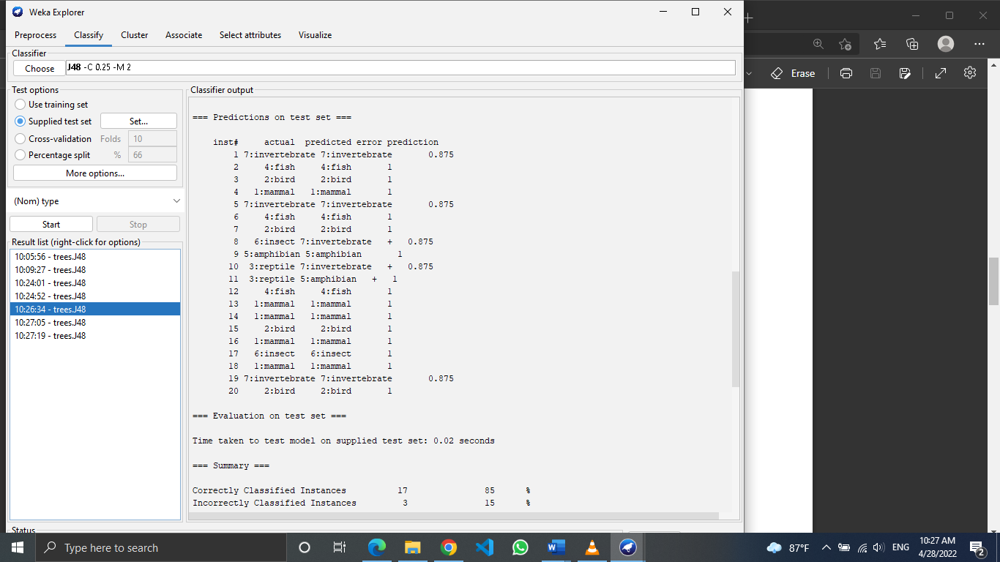 Weka Explorer
Preprocess Classify Cluster Associate Select attributes Visualize
Classifier
Choose J48 -C 0.25 -M 2
Test options
Use training set
Supplied test set Set...
Cross-validation Folds 10
Percentage split % 66
More options...
(Nom) type
Start Stop
Result list (right-click for options)
10:05:56 - trees.J48
10:09:27 - trees.J48
10:24:01 - trees.J48
10:24:52 - trees.J48
10:26:34 - trees.J48
10:27:05 - trees.J48
10:27:19 - trees.J48
Classifier output
=== Predictions on test set ===
inst# actual predicted error prediction
1 7:invertebrate 7:invertebrate 0.875
2 4:fish 4:fish 1
3 2:bird 2:bird 1
4 1:mammal 1:mammal 1
5 7:invertebrate 7:invertebrate 0.875
6 4:fish 4:fish 1
7 2:bird 2:bird 1
8 6:insect 7:invertebrate + 0.875
9 5:amphibian 5:amphibian 1
10 3:reptile 7:invertebrate + 0.875
11 3:reptile 5:amphibian + 1
12 4:fish 4:fish 1
13 1:mammal 1:mammal 1
14 1:mammal 1:mammal 1
15 2:bird 2:bird 1
16 1:mammal 1:mammal 1
17 6:insect 6:insect 1
18 1:mammal 1:mammal 1
19 7:invertebrate 7:invertebrate 0.875
20 2:bird 2:bird 1
=== Evaluation on test set ===
Time taken to test model on supplied test set: 0.02 seconds
=== Summary ===
Correctly Classified Instances 17 85 %
Incorrectly Classified Instances 3 15 %
Status
Erase
Type here to search
87°F
ENG
10:27 AM
4/28/2022
2